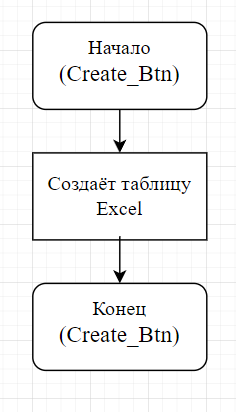 Начало
(Create_Btn)
Создаёт таблицу
Excel
Конец
(Create_Btn)